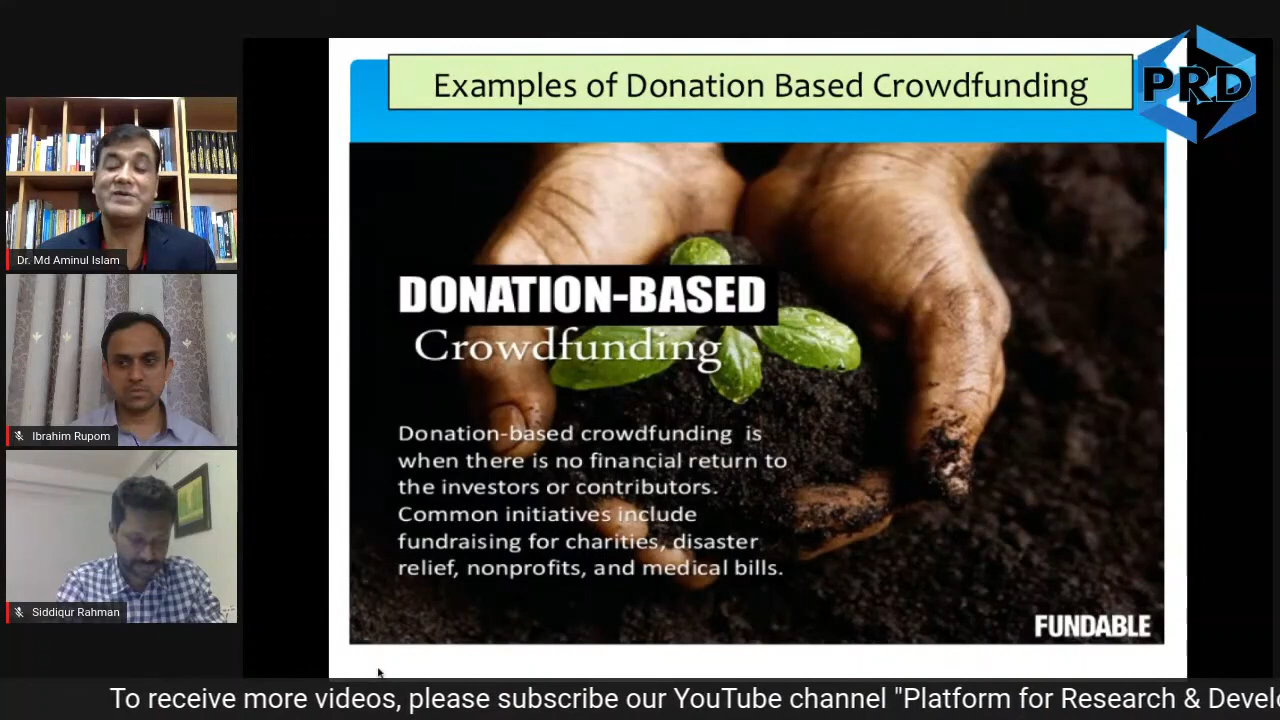 Examples of Donation Based Crowdfunding
PRD
Dr. Md Aminul Islam
Ibrahim Rupom
Siddiqur Rahman
DONATION-BASED
Crowdfunding
Donation-based crowdfunding is
when there is no financial return to
the investors or contributors.
Common initiatives include
fundraising for charities, disaster
relief, nonprofits, and medical bills.
FUNDABLE
To receive more videos, please subscribe our YouTube channel "Platform for Research & Develo